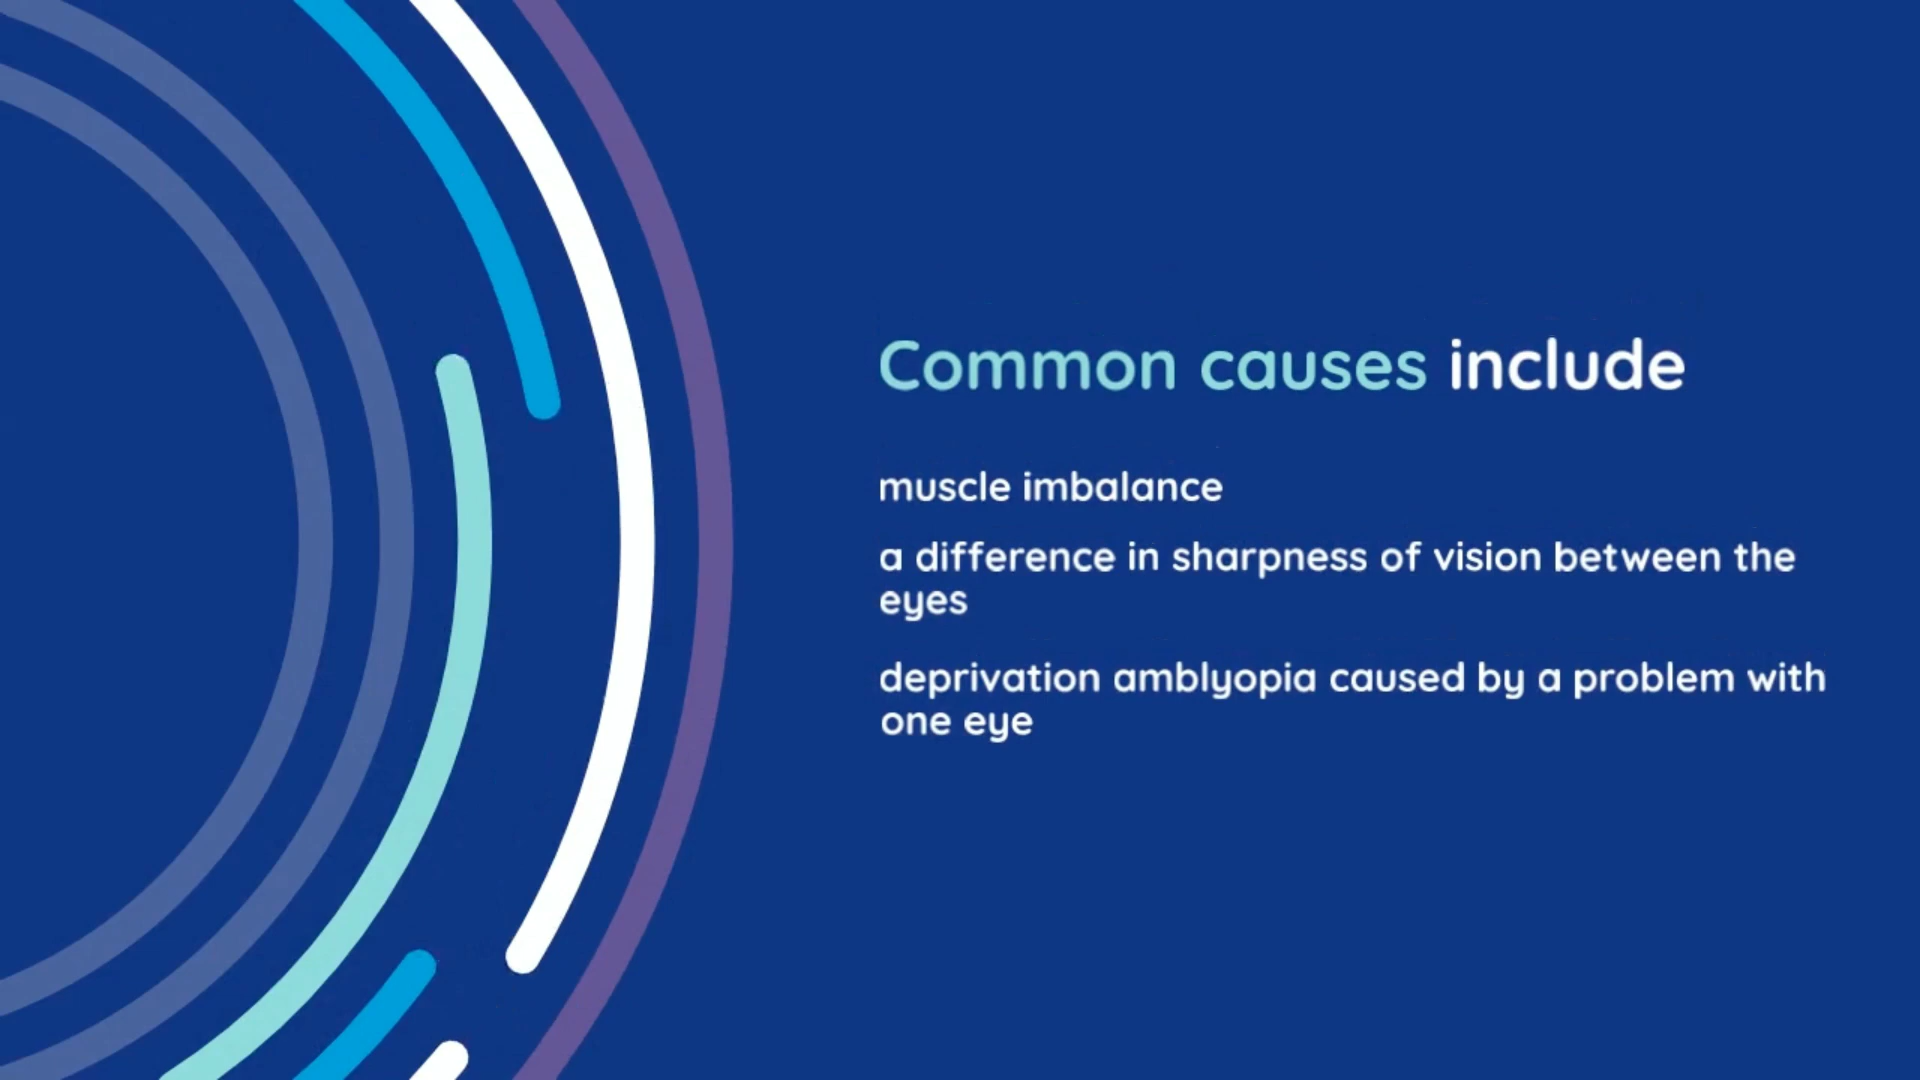 Common causes include
muscle imbalance
a difference in sharpness of vision between the
eyes
deprivation amblyopia caused by a problem with
one eye